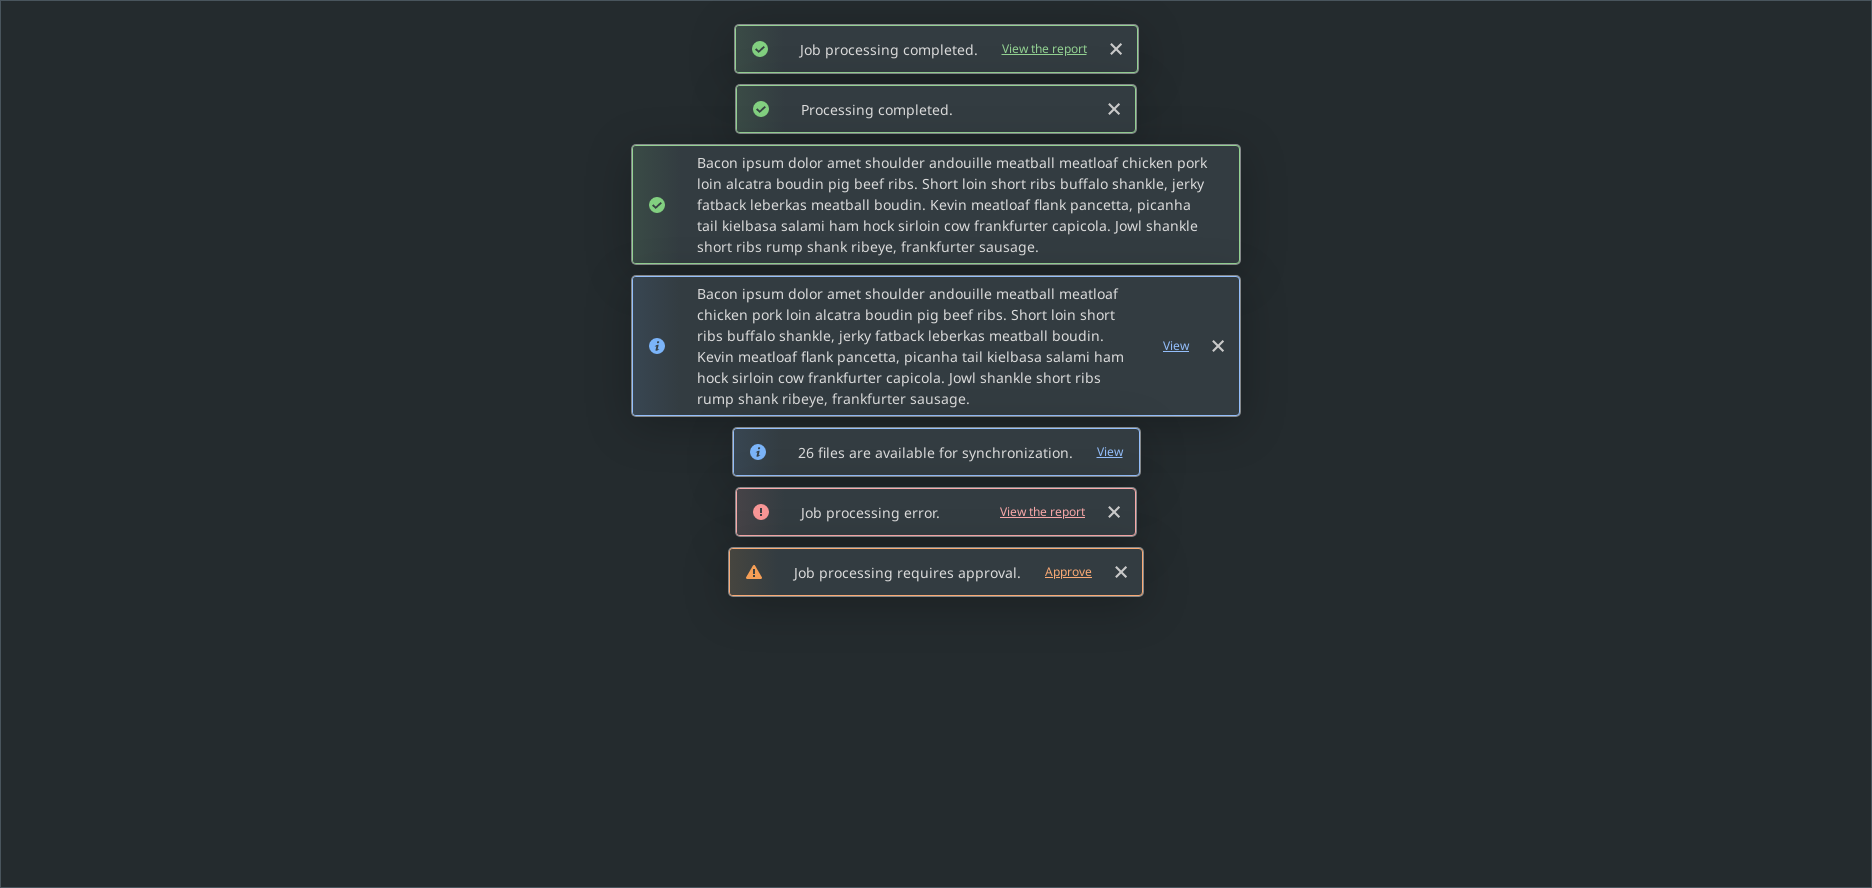 Job processing completed. View the report
Processing completed.
Bacon ipsum dolor amet shoulder andouille meatball meatloaf chicken pork
loin alcatra boudin pig beef ribs. Short loin short ribs buffalo shankle, jerky
fatback leberkas meatball boudin. Kevin meatloaf flank pancetta, picanha
tail kielbasa salami ham hock sirloin cow frankfurter capicola. Jowl shankle
short ribs rump shank ribeye, frankfurter sausage.
Bacon ipsum dolor amet shoulder andouille meatball meatloaf
chicken pork loin alcatra boudin pig beef ribs. Short loin short
ribs buffalo shankle, jerky fatback leberkas meatball boudin.
Kevin meatloaf flank pancetta, picanha tail kielbasa salami ham
hock sirloin cow frankfurter capicola. Jowl shankle short ribs
rump shank ribeye, frankfurter sausage.
View
26 files are available for synchronization. View
Job processing error. View the report
Job processing requires approval. Approve